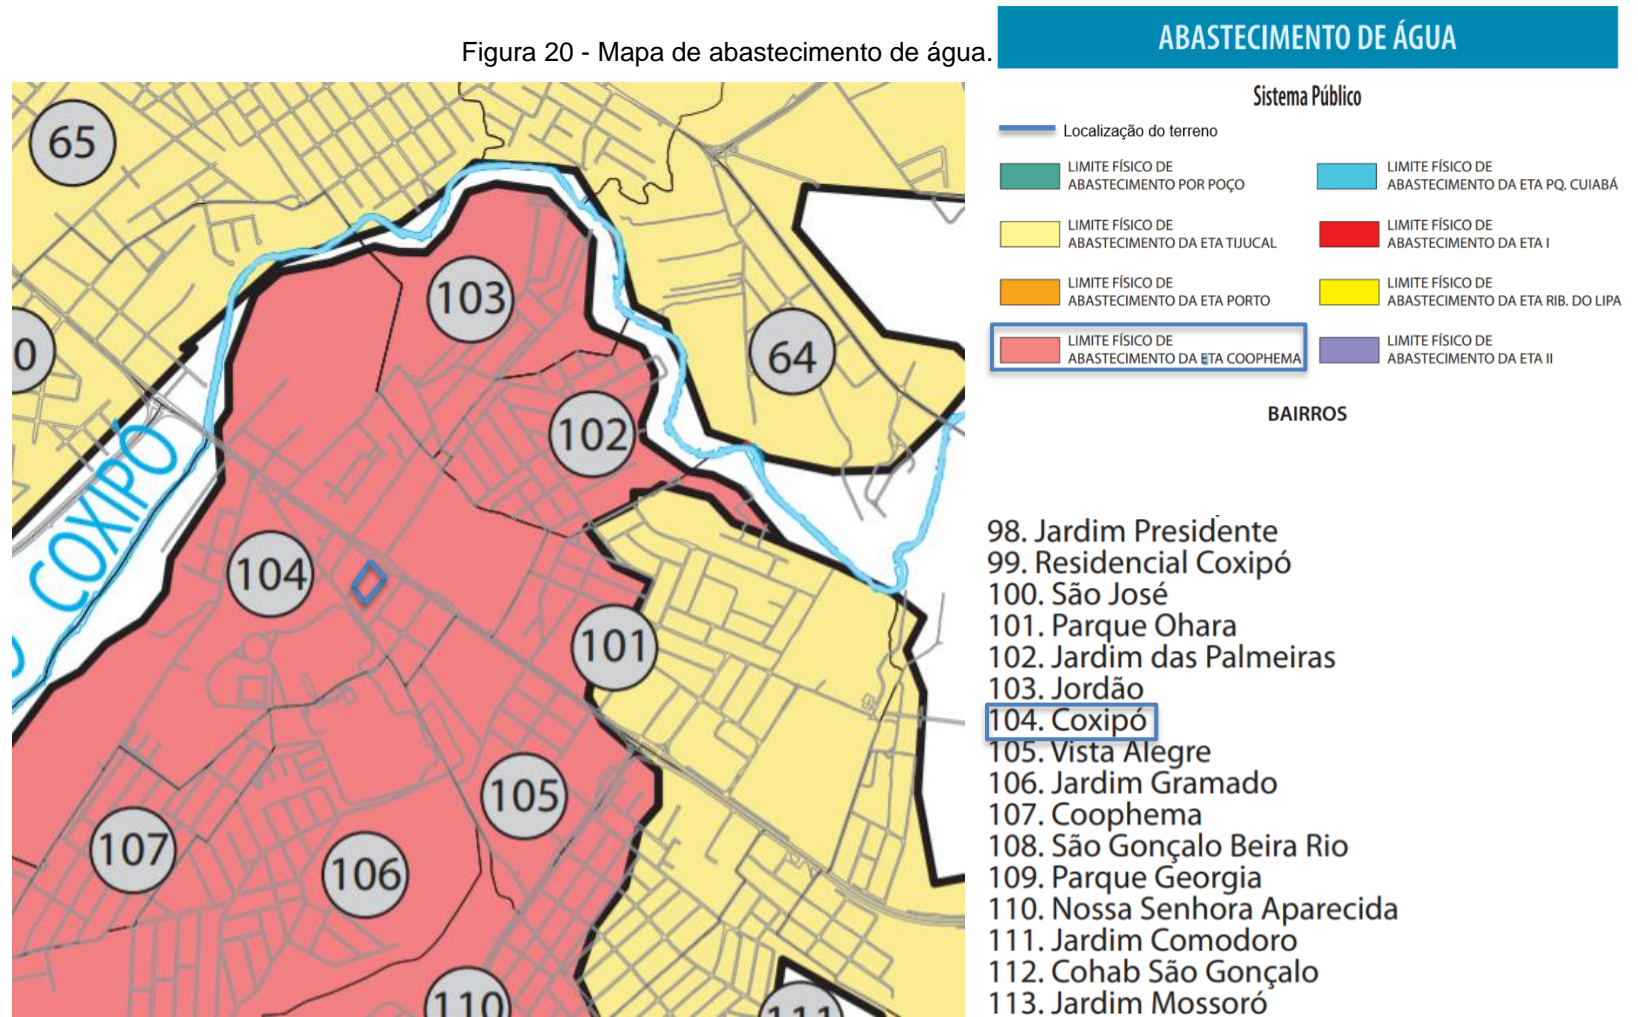 Figura 20 - Mapa de abastecimento de água.
ABASTECIMENTO DE ÁGUA
Sistema Público
Localização do terreno
LIMITE FÍSICO DE
ABASTECIMENTO POR POÇO
LIMITE FÍSICO DE
ABASTECIMENTO DA ETA PQ. CUIABÁ
LIMITE FÍSICO DE
ABASTECIMENTO DA ETA TIJUCAL
LIMITE FÍSICO DE
ABASTECIMENTO DA ETA I
LIMITE FÍSICO DE
ABASTECIMENTO DA ETA PORTO
LIMITE FÍSICO DE
ABASTECIMENTO DA ETA RIB. DO LIPA
LIMITE FÍSICO DE
ABASTECIMENTO DA ETA COOPHEMA
LIMITE FÍSICO DE
ABASTECIMENTO DA ETA II
BAIRROS
98. Jardim Presidente
99. Residencial Coxipó
100. São José
101. Parque Ohara
102. Jardim das Palmeiras
103. Jordão
104. Coxipó
105. Vista Alegre
106. Jardim Gramado
107. Coophema
108. São Gonçalo Beira Rio
109. Parque Georgia
110. Nossa Senhora Aparecida
111. Jardim Comodoro
112. Cohab São Gonçalo
113. Jardim Mossoró
65
103
0
64
102
COXIPÓ
104
101
105
107
106
110
111